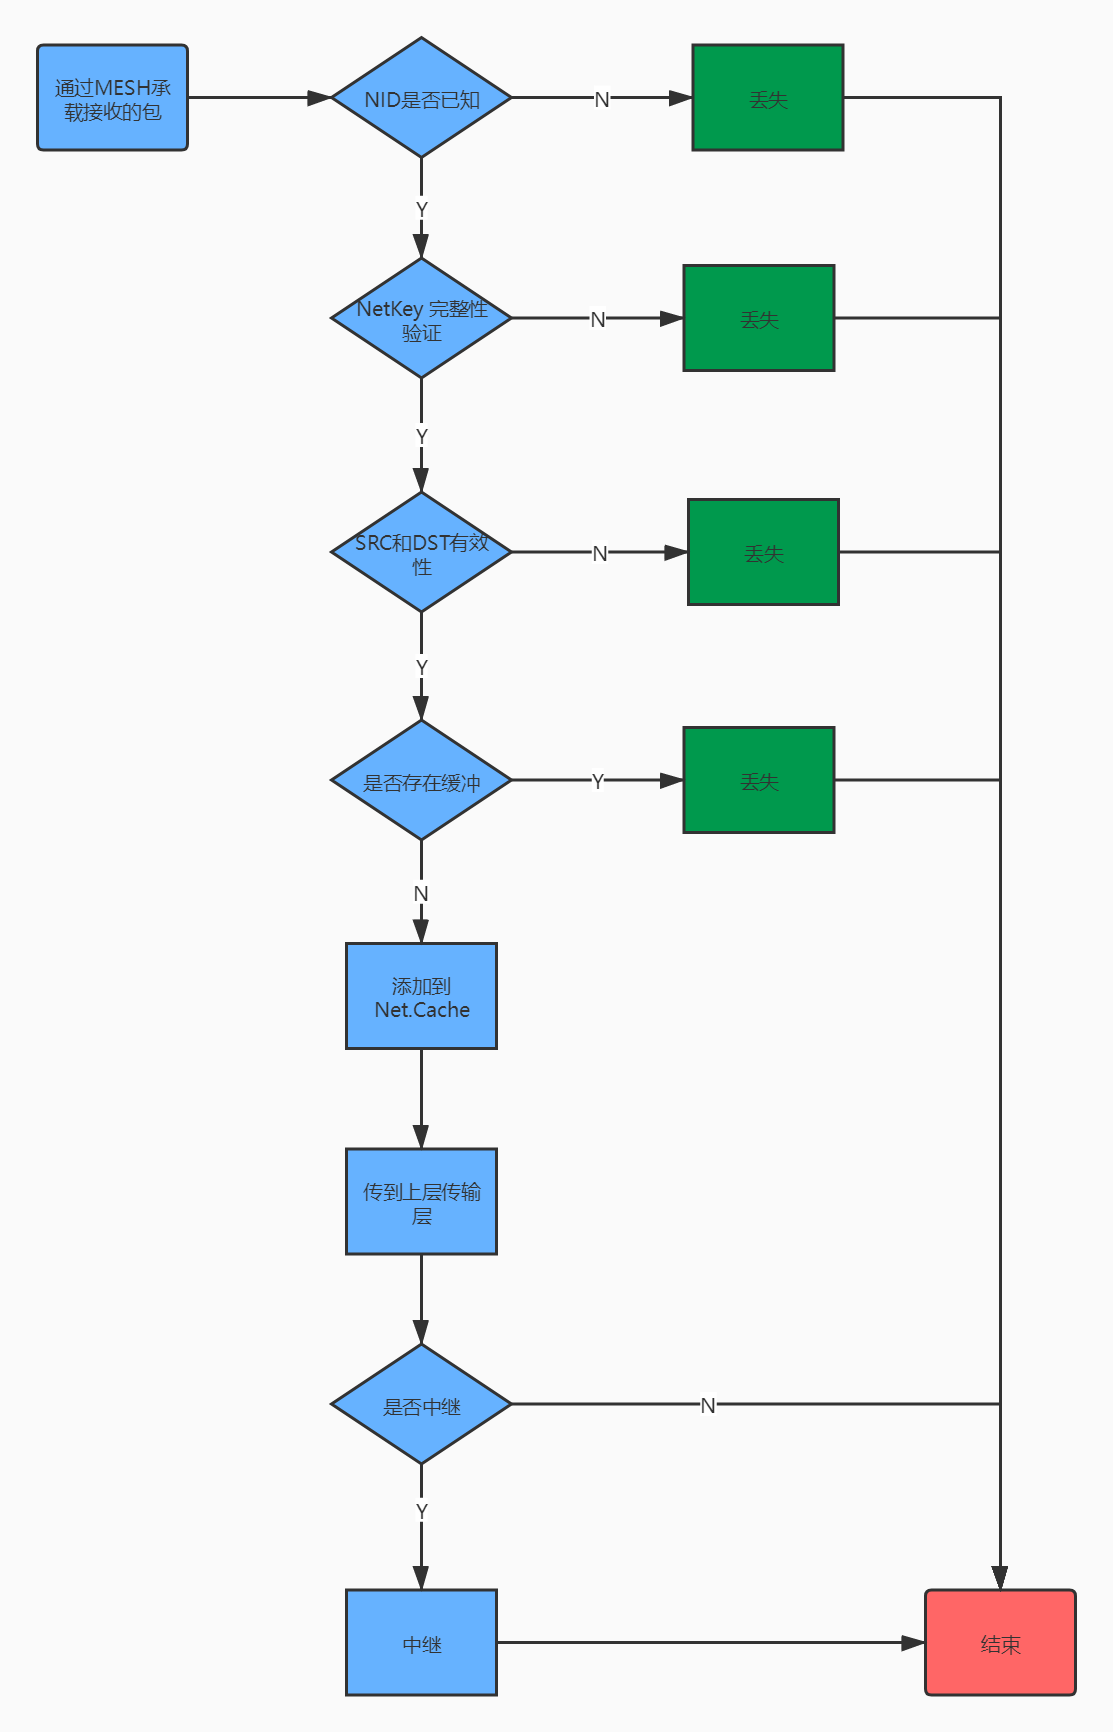 通过MESH承
载接收的包
NID是否已知
N
丢失
Y
NetKey 完整性
验证
N
丢失
Y
SRC和DST有效
性
N
丢失
Y
是否存在缓冲
Y
丢失
N
添加到
Net.Cache
传到上层传输
层
是否中继
N
Y
中继
结束